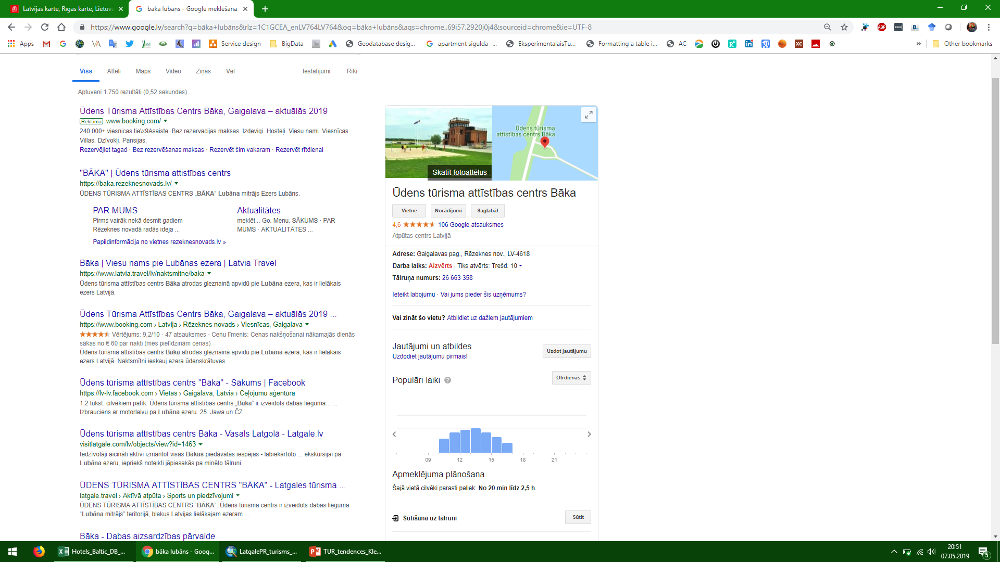 Latvijas karte, Rīgas karte, Lietuva
bāka lubāns - Google meklēšana
https://www.google.lv/search?q=bāka+lubāns&rlz=1C1GCEA_enLV764LV764&oq=bāka+lubāns&aqs=chrome..69i57.2920j0j4&sourceid=chrome&ie=UTF-8
Apps
Service design
BigData
Geodatabase desig...
apartment sigulda -...
EksperimentalaisTu...
Formatting a table i...
AC
Other bookmarks
Viss
Attēli
Maps
Video
Ziņas
Vēl
Iestatījumi
Rīki
Aptuveni 1 750 rezultāti (0,52 sekundes)
Ūdens Tūrisma Attīstības Centrs Bāka, Gaigalava – aktuālās 2019
Reklāma www.booking.com/
240 000+ viesnicas tie\x9Asaiste. Bez rezervacijas maksas. Izdevigi. Hosteļi. Viesu nami. Viesnīcas.
Villas. Dzīvokļi. Pansijas.
Rezervējiet tagad · Bez rezervēšanas maksas · Rezervēt šim vakaram · Rezervēt rītdienai
"BĀKA" | Ūdens tūrisma attistības centrs
https://baka.rezeknesnovads.lv/
ŪDENS TŪRISMA ATTĪSTĪBAS CENTRS „BĀKA” Lubāna mitrājs Ezers Lubāns.
PAR MUMS
Pirms vairāk nekā desmit gadiem
Rēzeknes novadā radās ideja ...
Aktualitātes
meklēt... Go. Menu. SĀKUMS · PAR
MUMS · AKTUALITĀTES ...
Papildinformācija no vietnes rezeknesnovads.lv »
Bāka | Viesu nams pie Lubānas ezera | Latvia Travel
https://www.latvia.travel/lv/naktsmitne/baka
Ūdens tūrisma attīstības centrs Bāka atrodas gleznainā apvidū pie Lubāna ezera, kas ir lielākais
ezers Latvijā.
Ūdens Tūrisma Attīstības Centrs Bāka, Gaigalava – aktuālās 2019 ...
https://www.booking.com › Latvija › Rēzeknes novads › Viesnīcas, Gaigalava
Vērtējums: 9,2/10 - 47 atsauksmes - Cenu līmenis: Cenas nakšņošanai nākamajās dienās
sākas no € 60 par nakti (mēs pielīdzinām cenas)
Ūdens tūrisma attīstības centrs Bāka atrodas gleznainā apvidū pie Lubāna ezera, kas ir lielākais
ezers Latvijā. Naktsmītni ieskauj ezera ūdenskrātuves.
Ūdens tūrisma attīstības centrs "Bāka" - Sākums | Facebook
https://lv-lv.facebook.com › Vietas › Gaigalava, Latvia › Ceļojumu aģentūra
1,2 tūkst. cilvēkiem patīk. Ūdens tūrisma attīstības centrs „Bāka” ir izveidots dabas lieguma... ...
Izbrauciens ar motorlaivu pa Lubāna ezeru. 25. Jawa un ČZ ...
Ūdens tūrisma attīstības centrs Bāka - Vasals Latgolā - Latgale.lv
visitlatgale.com/lv/objects/view?id=1463
Iedzīvotāji aicināti aktīvi izmantot visas Bākas piedāvātās iespējas - labiekārtoto ... ekskursijai pa
Lubāna ezeru, iepriekš noteikti jāpiesakās pa minēto tālruni.
ŪDENS TŪRISMA ATTĪSTĪBAS CENTRS "BĀKA" - Latgales tūrisma ...
latgale.travel › Aktīvā atpūta › Sports un piedzīvojumi
ŪDENS TŪRISMA ATTĪSTĪBAS CENTRS “BĀKA”. Ūdens tūrisma centrs ir izveidots dabas lieguma
“Lubāna mitrājs” teritorijā, blakus Latvijas lielākajam ezeram ...
Bāka - Dabas aizsardzības pārvalde
Skatīt fotoattēlus
Ūdens tūrisma
attīstības centrs Bāka
Ūdens tūrisma attīstības centrs Bāka
Vietne
Norādījumi
Saglabāt
4,6 106 Google atsauksmes
Atpūtas centrs Latvijā
Adrese: Gaigalavas pag., Rēzeknes nov., LV-4618
Darba laiks: Aizvērts · Tiks atvērts: Trešd. 10
Tālruņa numurs: 26 663 358
Ieteikt labojumu · Vai jums pieder šis uzņēmums?
Vai zināt šo vietu? Atbildiet uz dažiem jautājumiem
Jautājumi un atbildes
Uzdodiet jautājumu pirmais!
Uzdot jautājumu
Populāri laiki
Otrdienās
09 12 15 18 21
Apmeklējuma plānošana
Šajā vietā cilvēki parasti paliek: No 20 min līdz 2,5 h.
Sūtīšana uz tālruni
Sūtīt
Hotels_Baltic_DB_...
bāka lubāns - Goog...
LatgalePR_turisms_...
TUR_tendences_Kle...
20:51
07.05.2019
5